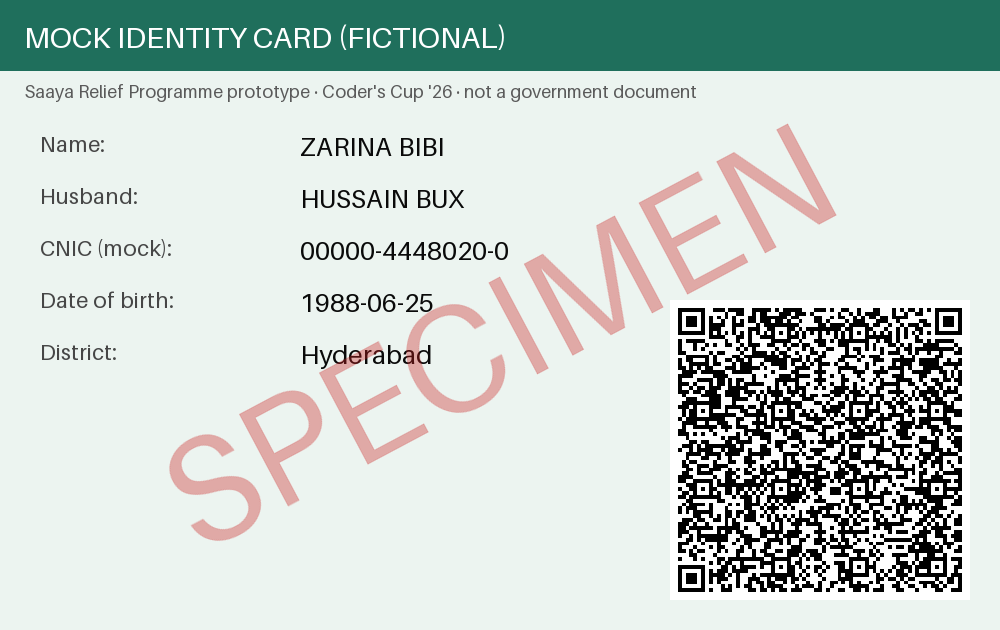 MOCK IDENTITY CARD (FICTIONAL)
Saaya Relief Programme prototype · Coder's Cup '26 · not a government document
Name: ZARINA BIBI
Husband: HUSSAIN BUX
CNIC (mock): 00000-4448020-0
Date of birth: 1988-06-25
District: Hyderabad
SPECIMEN